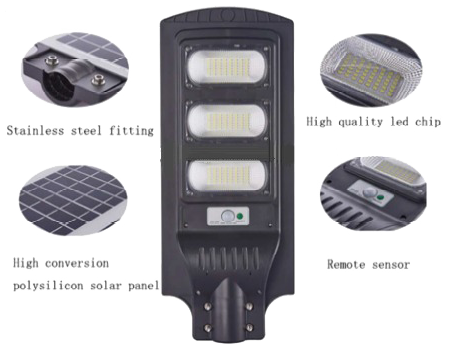 Stainless steel fitting
High quality led chip
High conversion
polysilicon solar panel
Remote sensor